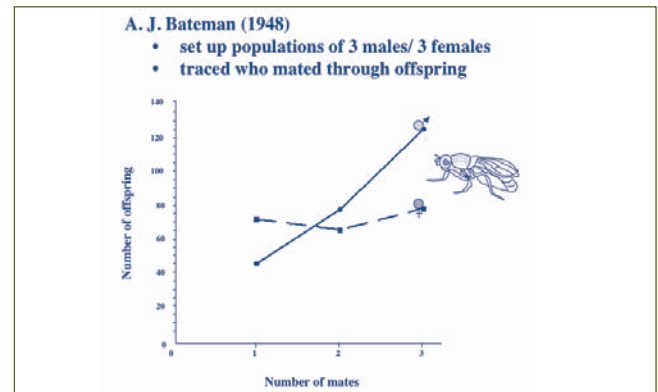 A. J. Bateman (1948)
• set up populations of 3 males/ 3 females
• traced who mated through offspring
140
120
100
80
60
40
20
0
Number of offspring
0 1 2 3
Number of mates